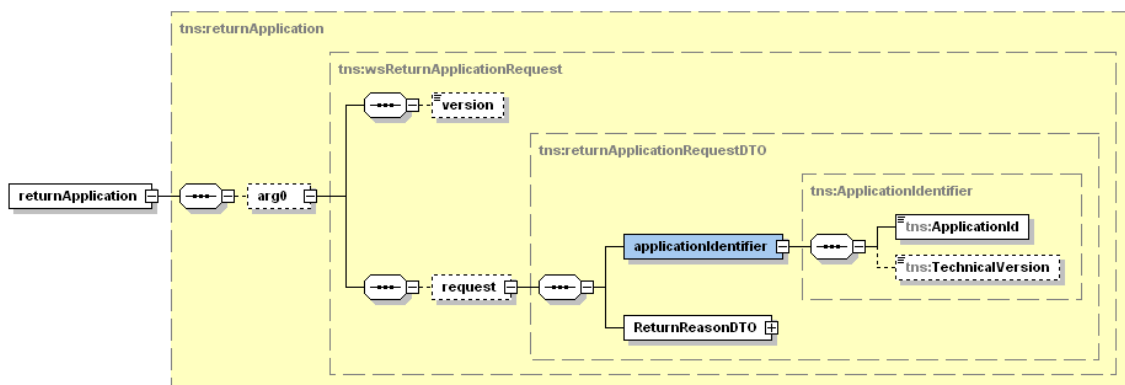 tns:returnApplication
tns:wsReturnApplicationRequest
version
tns:returnApplicationRequestDTO
tns:ApplicationIdentifier
returnApplication
arg0
tns:ApplicationId
applicationIdentifier
tns:TechnicalVersion
request
ReturnReasonDTO